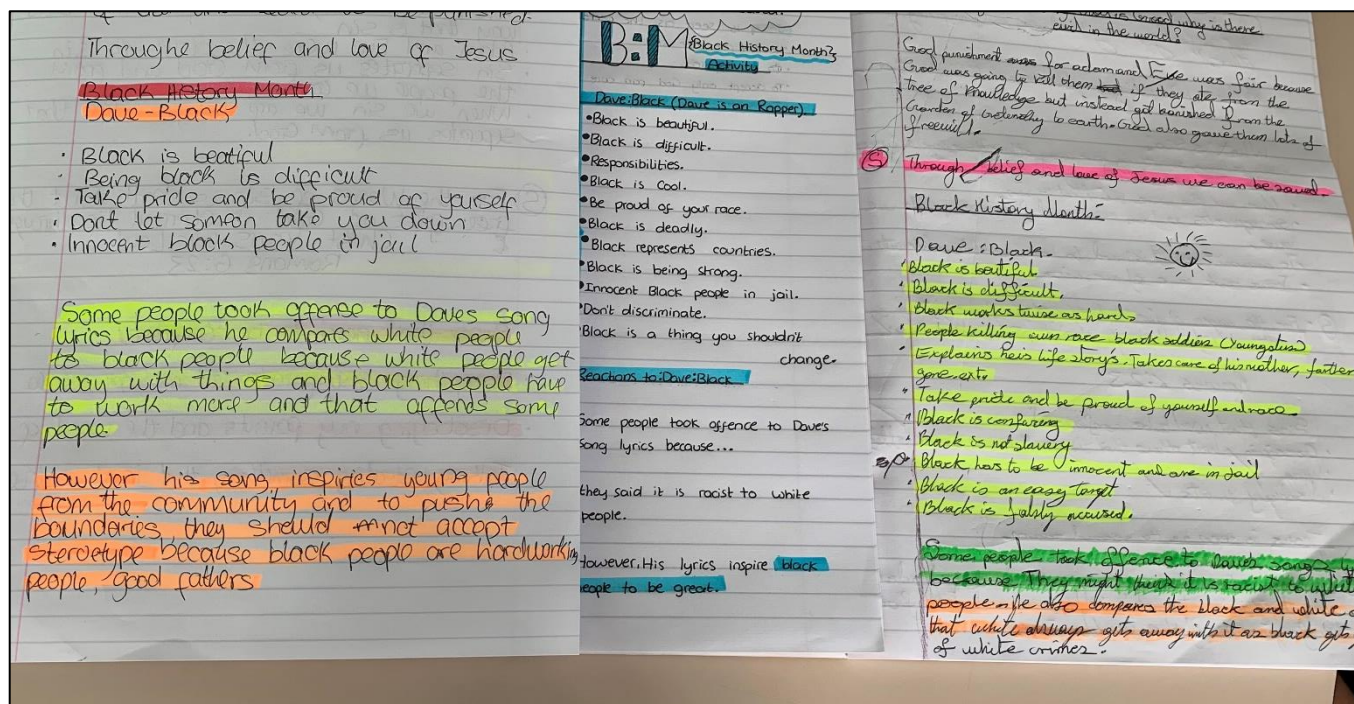 to be punished.
Throughe belief and love of Jesus
Black History Month
Dave-Black
· Black is beatiful
· Being black is difficult
· Take pride and be proud of yourself
· Dont let someon take you down
· Innocent black people in jail
Some people took offense to Daves song
lyrics because he compars white people
to black people because white people get
away with things and black people have
to work more and that offends some
people.
However his song inspiries young people
from the community and to pushe the
boundaries they should not accept
steroetype because black people are hardworking
people, good fathers
B:M
{Black History Month}
Activity
Dave:Black (Dave is an Rapper).
•Black is beautiful.
•Black is difficult.
•Responsibilities.
•Black is Cool.
•Be proud of your race.
•Black is deadly.
•Black represents countries.
•Black is being strong.
•Innocent Black people in jail.
•Don't discriminate.
Black is a thing you shouldn't
change.
Reactions to:Dave:Black
Some people took offence to Dave's
song lyrics because...
they said it is racist to white
people.
However, His lyrics inspire black
people to be great.
is loved why is there
evil in the world?
God punishment for adam and Eve was fair because
God was going to kill them if they ate from the
Tree of knowledge but instead got banished from the
Gaarden of to earth. God also gave them lots of
freewill.
5 Through belief and love of Jesus we can be saved.
Black History Month:-
Dave:Black.
· Black is beutiful
· Black is difficult,
· black works twise as hard,
· People killing own race black soldiers (Youngsters)
· Explains heis life story's. Takes care of his mother, farther
gone, ext.
· Take pride and be proud of yourself and race.
· Black is confusing
· Black is not slavery
sp Black has to be innocent and are in jail
· Black is an easy Target
· Black is falsly accused.
Some people took offence to Daves song
because They might think it is racist to white
people. He also compares the black and white
that white always gets away with it as black gets
of white crimes.